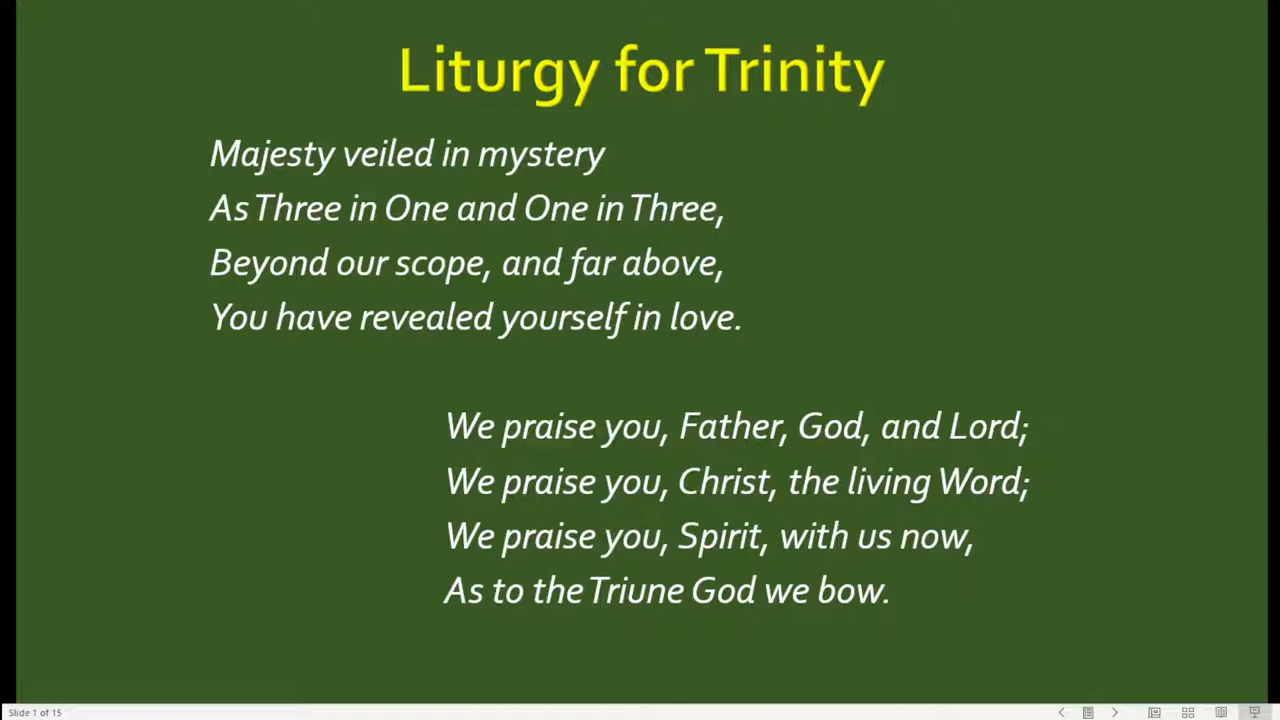 Liturgy for Trinity
Majesty veiled in mystery
As Three in One and One in Three,
Beyond our scope, and far above,
You have revealed yourself in love.
We praise you, Father, God, and Lord;
We praise you, Christ, the living Word;
We praise you, Spirit, with us now,
As to the Triune God we bow.
Slide 1 of 15